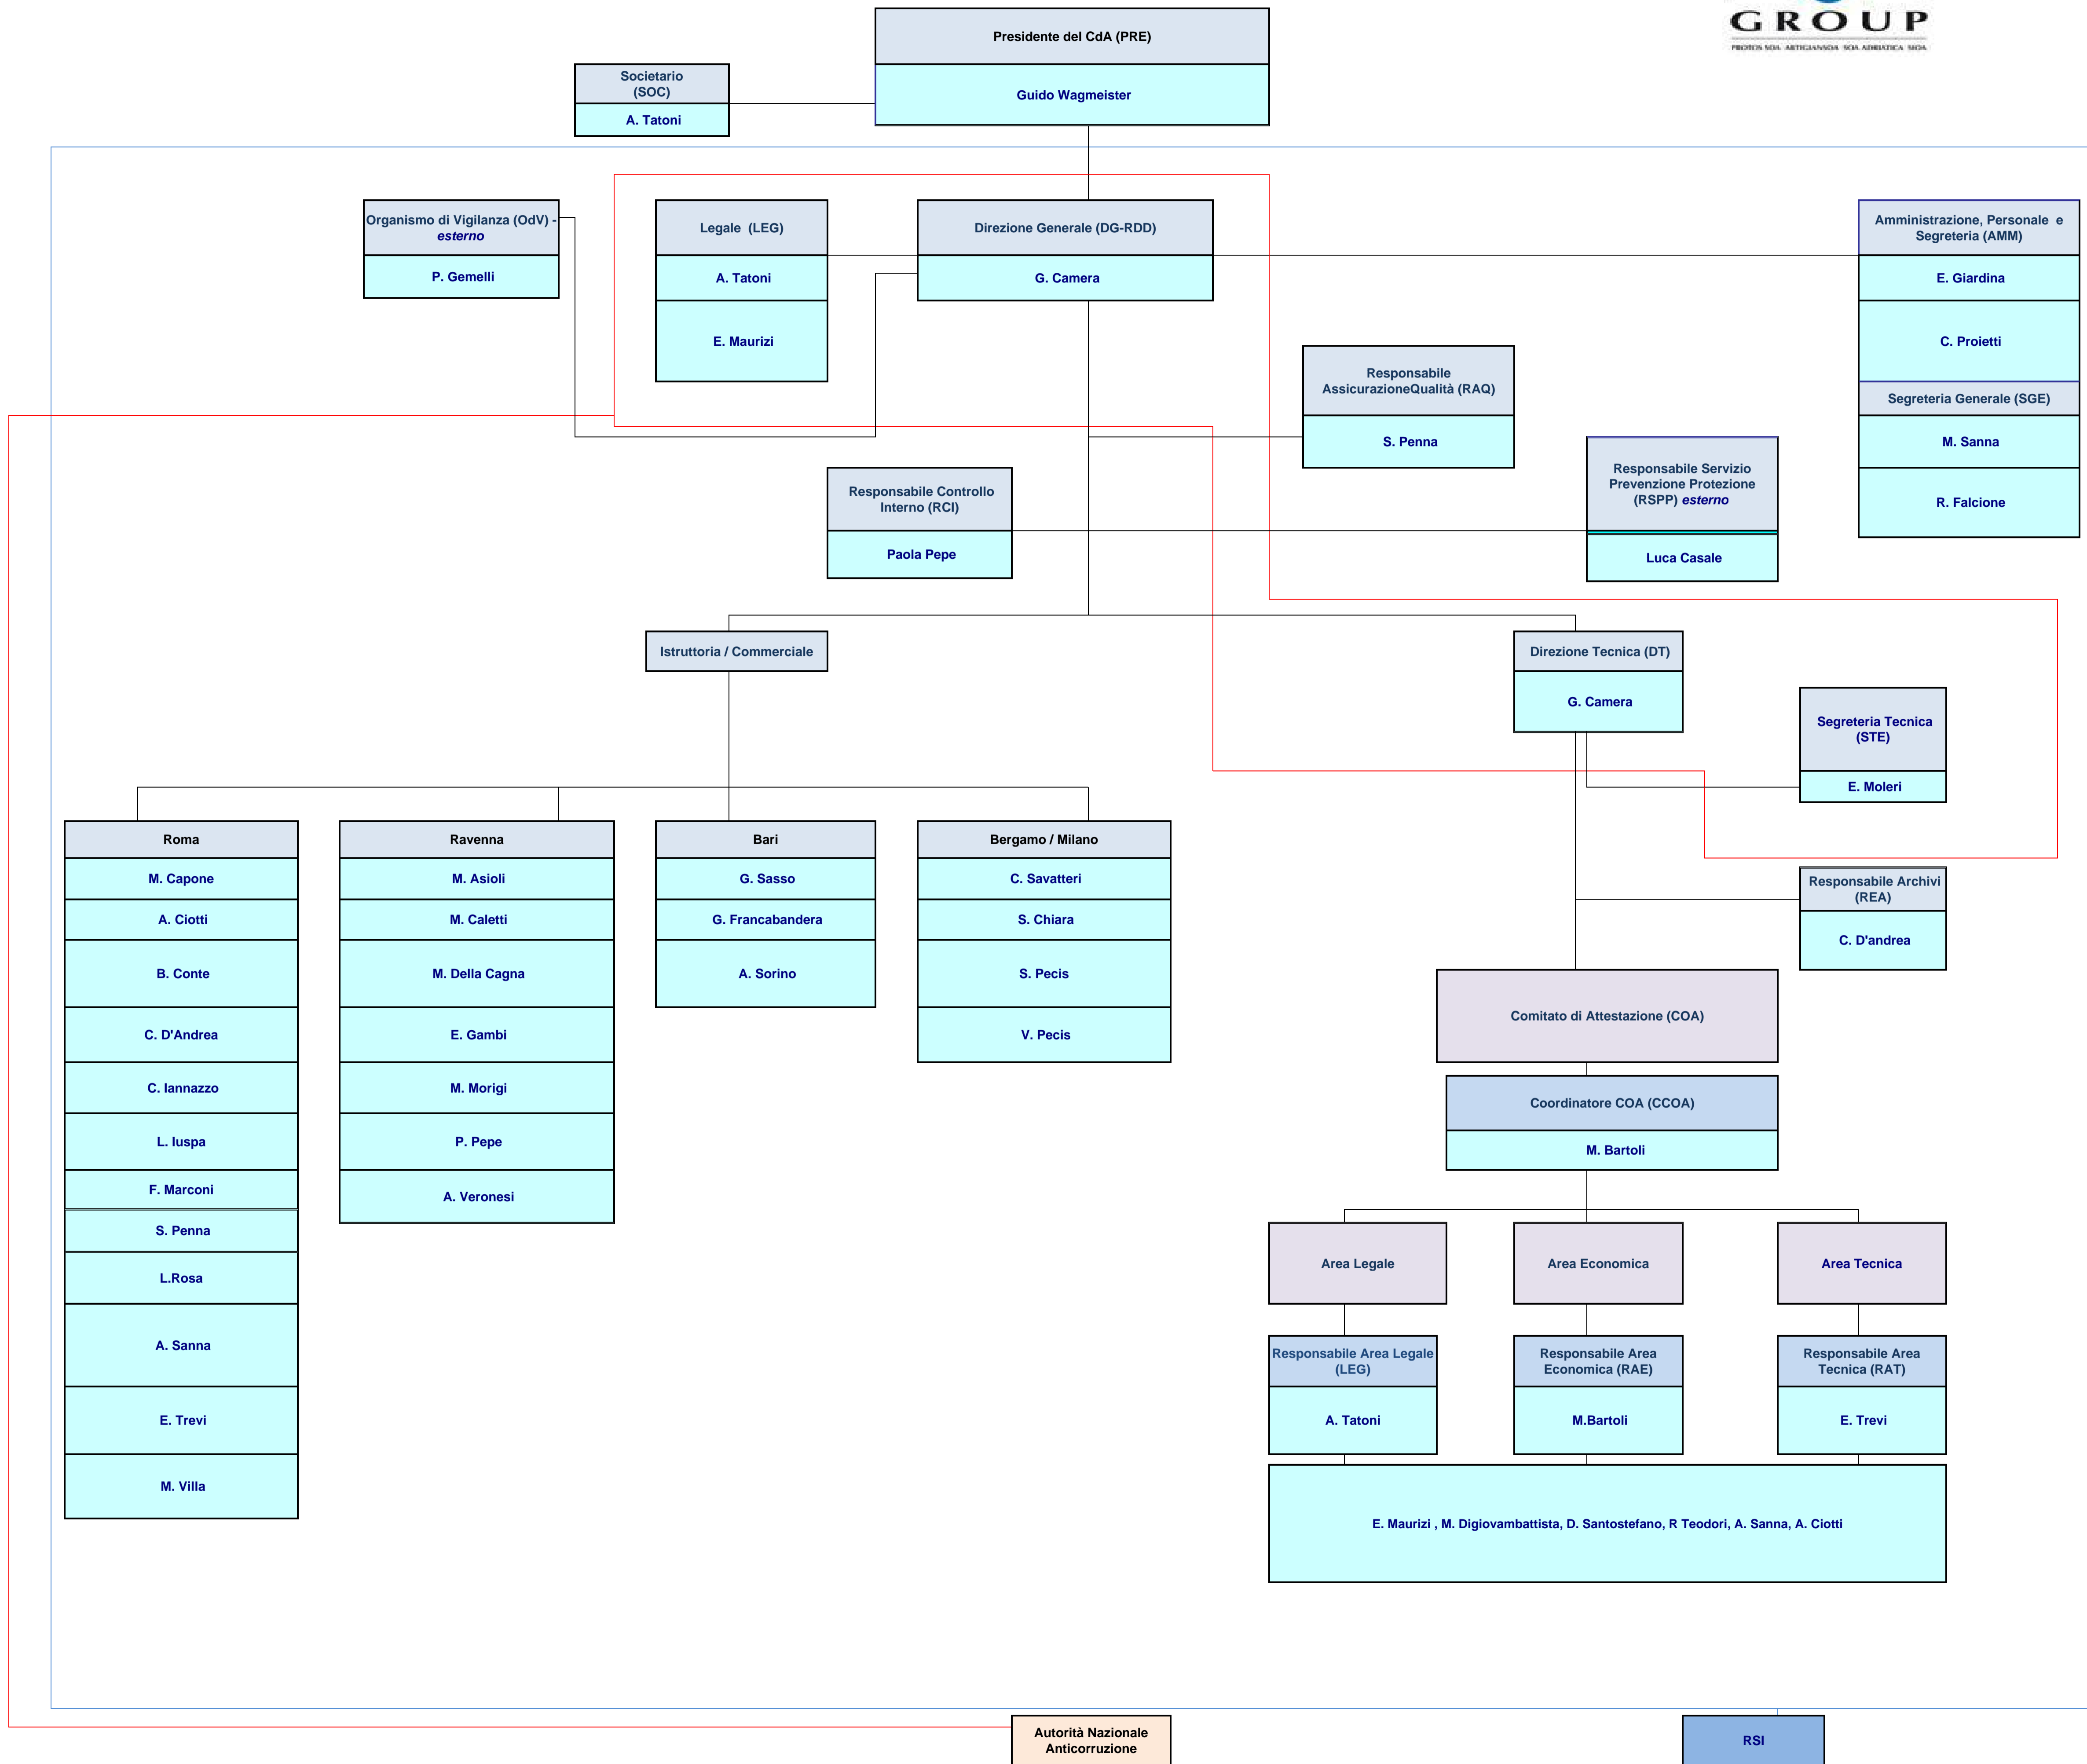 GROUP
PROTOS SOA ARTIGIANSOA SOA ADRIATICA SIOA
Presidente del CdA (PRE)
Guido Wagmeister
Societario
(SOC)
A. Tatoni
Organismo di Vigilanza (OdV) -
esterno
P. Gemelli
Legale (LEG)
A. Tatoni
E. Maurizi
Direzione Generale (DG-RDD)
G. Camera
Amministrazione, Personale e
Segreteria (AMM)
E. Giardina
C. Proietti
Segreteria Generale (SGE)
M. Sanna
R. Falcione
Responsabile
AssicurazioneQualità (RAQ)
S. Penna
Responsabile Controllo
Interno (RCI)
Paola Pepe
Responsabile Servizio
Prevenzione Protezione
(RSPP) esterno
Luca Casale
Istruttoria / Commerciale
Direzione Tecnica (DT)
G. Camera
Segreteria Tecnica
(STE)
E. Moleri
Roma
M. Capone
A. Ciotti
B. Conte
C. D'Andrea
C. Iannazzo
L. Iuspa
F. Marconi
S. Penna
L.Rosa
A. Sanna
E. Trevi
M. Villa
Ravenna
M. Asioli
M. Caletti
M. Della Cagna
E. Gambi
M. Morigi
P. Pepe
A. Veronesi
Bari
G. Sasso
G. Francabandera
A. Sorino
Bergamo / Milano
C. Savatteri
S. Chiara
S. Pecis
V. Pecis
Responsabile Archivi
(REA)
C. D'andrea
Comitato di Attestazione (COA)
Coordinatore COA (CCOA)
M. Bartoli
Area Legale
Area Economica
Area Tecnica
Responsabile Area Legale
(LEG)
A. Tatoni
Responsabile Area
Economica (RAE)
M.Bartoli
Responsabile Area
Tecnica (RAT)
E. Trevi
E. Maurizi , M. Digiovambattista, D. Santostefano, R Teodori, A. Sanna, A. Ciotti
Autorità Nazionale
Anticorruzione
RSI